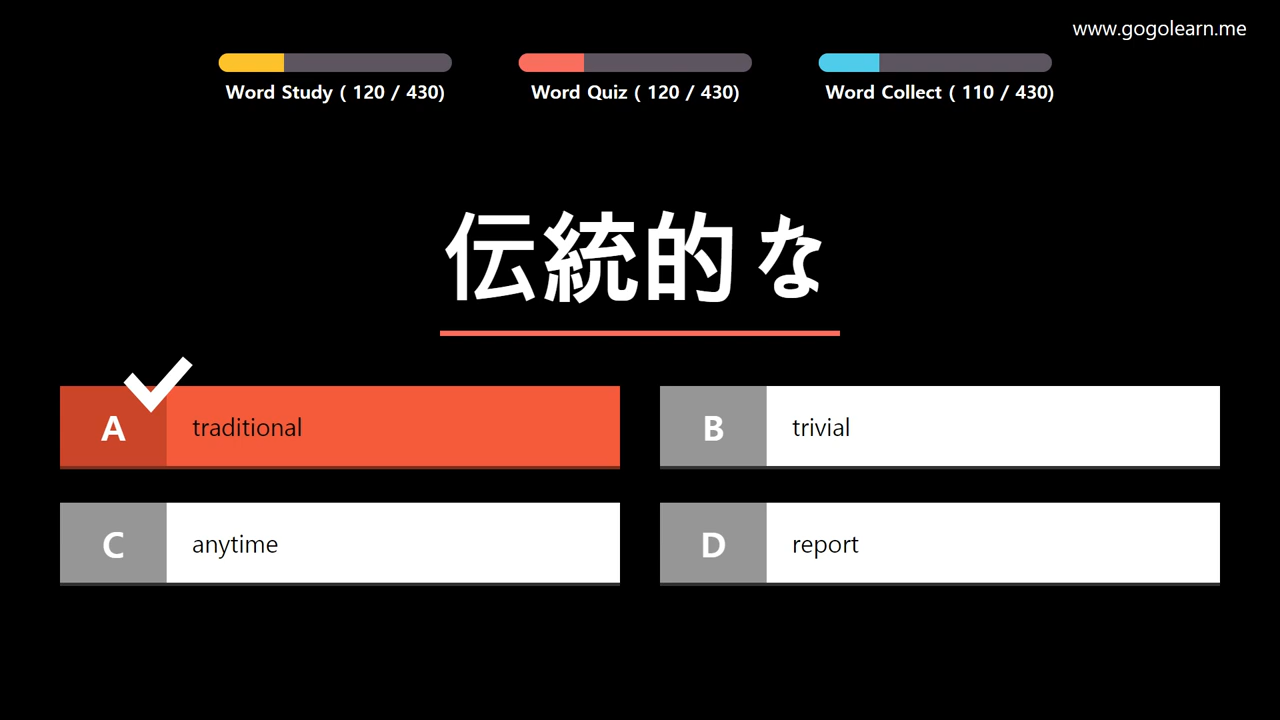 www.gogolearn.me
Word Study ( 120 / 430)
Word Quiz ( 120 / 430)
Word Collect ( 110 / 430)
伝統的な
A traditional
B trivial
C anytime
D report